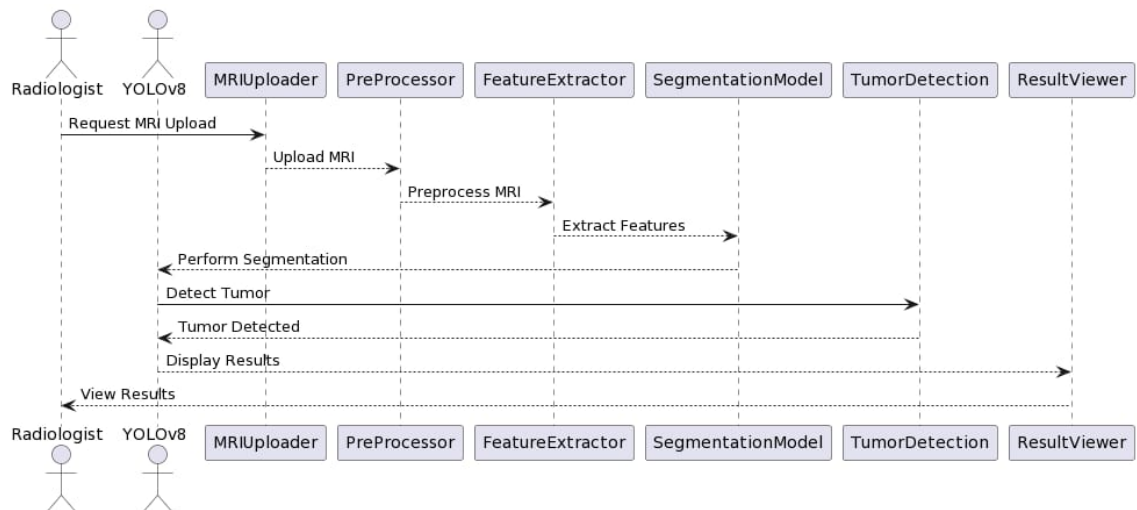 Radiologist YOLOv8 MRIUploader PreProcessor FeatureExtractor SegmentationModel TumorDetection ResultViewer
Request MRI Upload
Upload MRI
Preprocess MRI
Extract Features
Perform Segmentation
Detect Tumor
Tumor Detected
Display Results
View Results
Radiologist YOLOv8 MRIUploader PreProcessor FeatureExtractor SegmentationModel TumorDetection ResultViewer